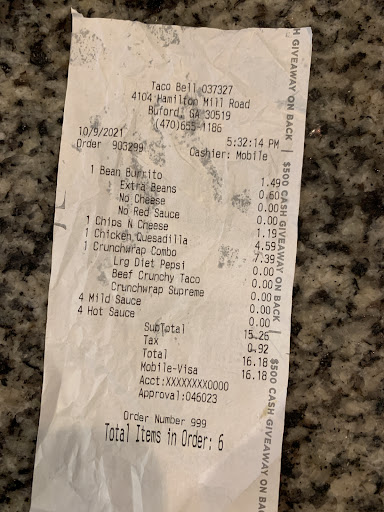 Taco Bell 037327
4104 Hamilton Mill Road
Buford, GA 30519
(470)655-1186
10/9/2021 5:32:14 PM
Order 903299 Cashier: Mobile
1 Bean Burrito 1.49
Extra Beans 0.60
No Cheese 0.00
No Red Sauce 0.00
1 Chips N Cheese 1.19
1 Chicken Quesadilla 4.59
1 Crunchwrap Combo 7.39
Lrg Diet Pepsi 0.00
Beef Crunchy Taco 0.00
Crunchwrap Supreme 0.00
4 Mild Sauce 0.00
4 Hot Sauce 0.00
SubTotal 15.26
Tax 0.92
Total 16.18
Mobile-Visa 16.18
Acct:XXXXXXXX0000
Approval:046023
Order Number 999
Total Items in Order: 6
H GIVEAWAY ON BACK
$500 CASH GIVEAWAY ON BACK
$500 CASH GIVEAWAY ON BAC